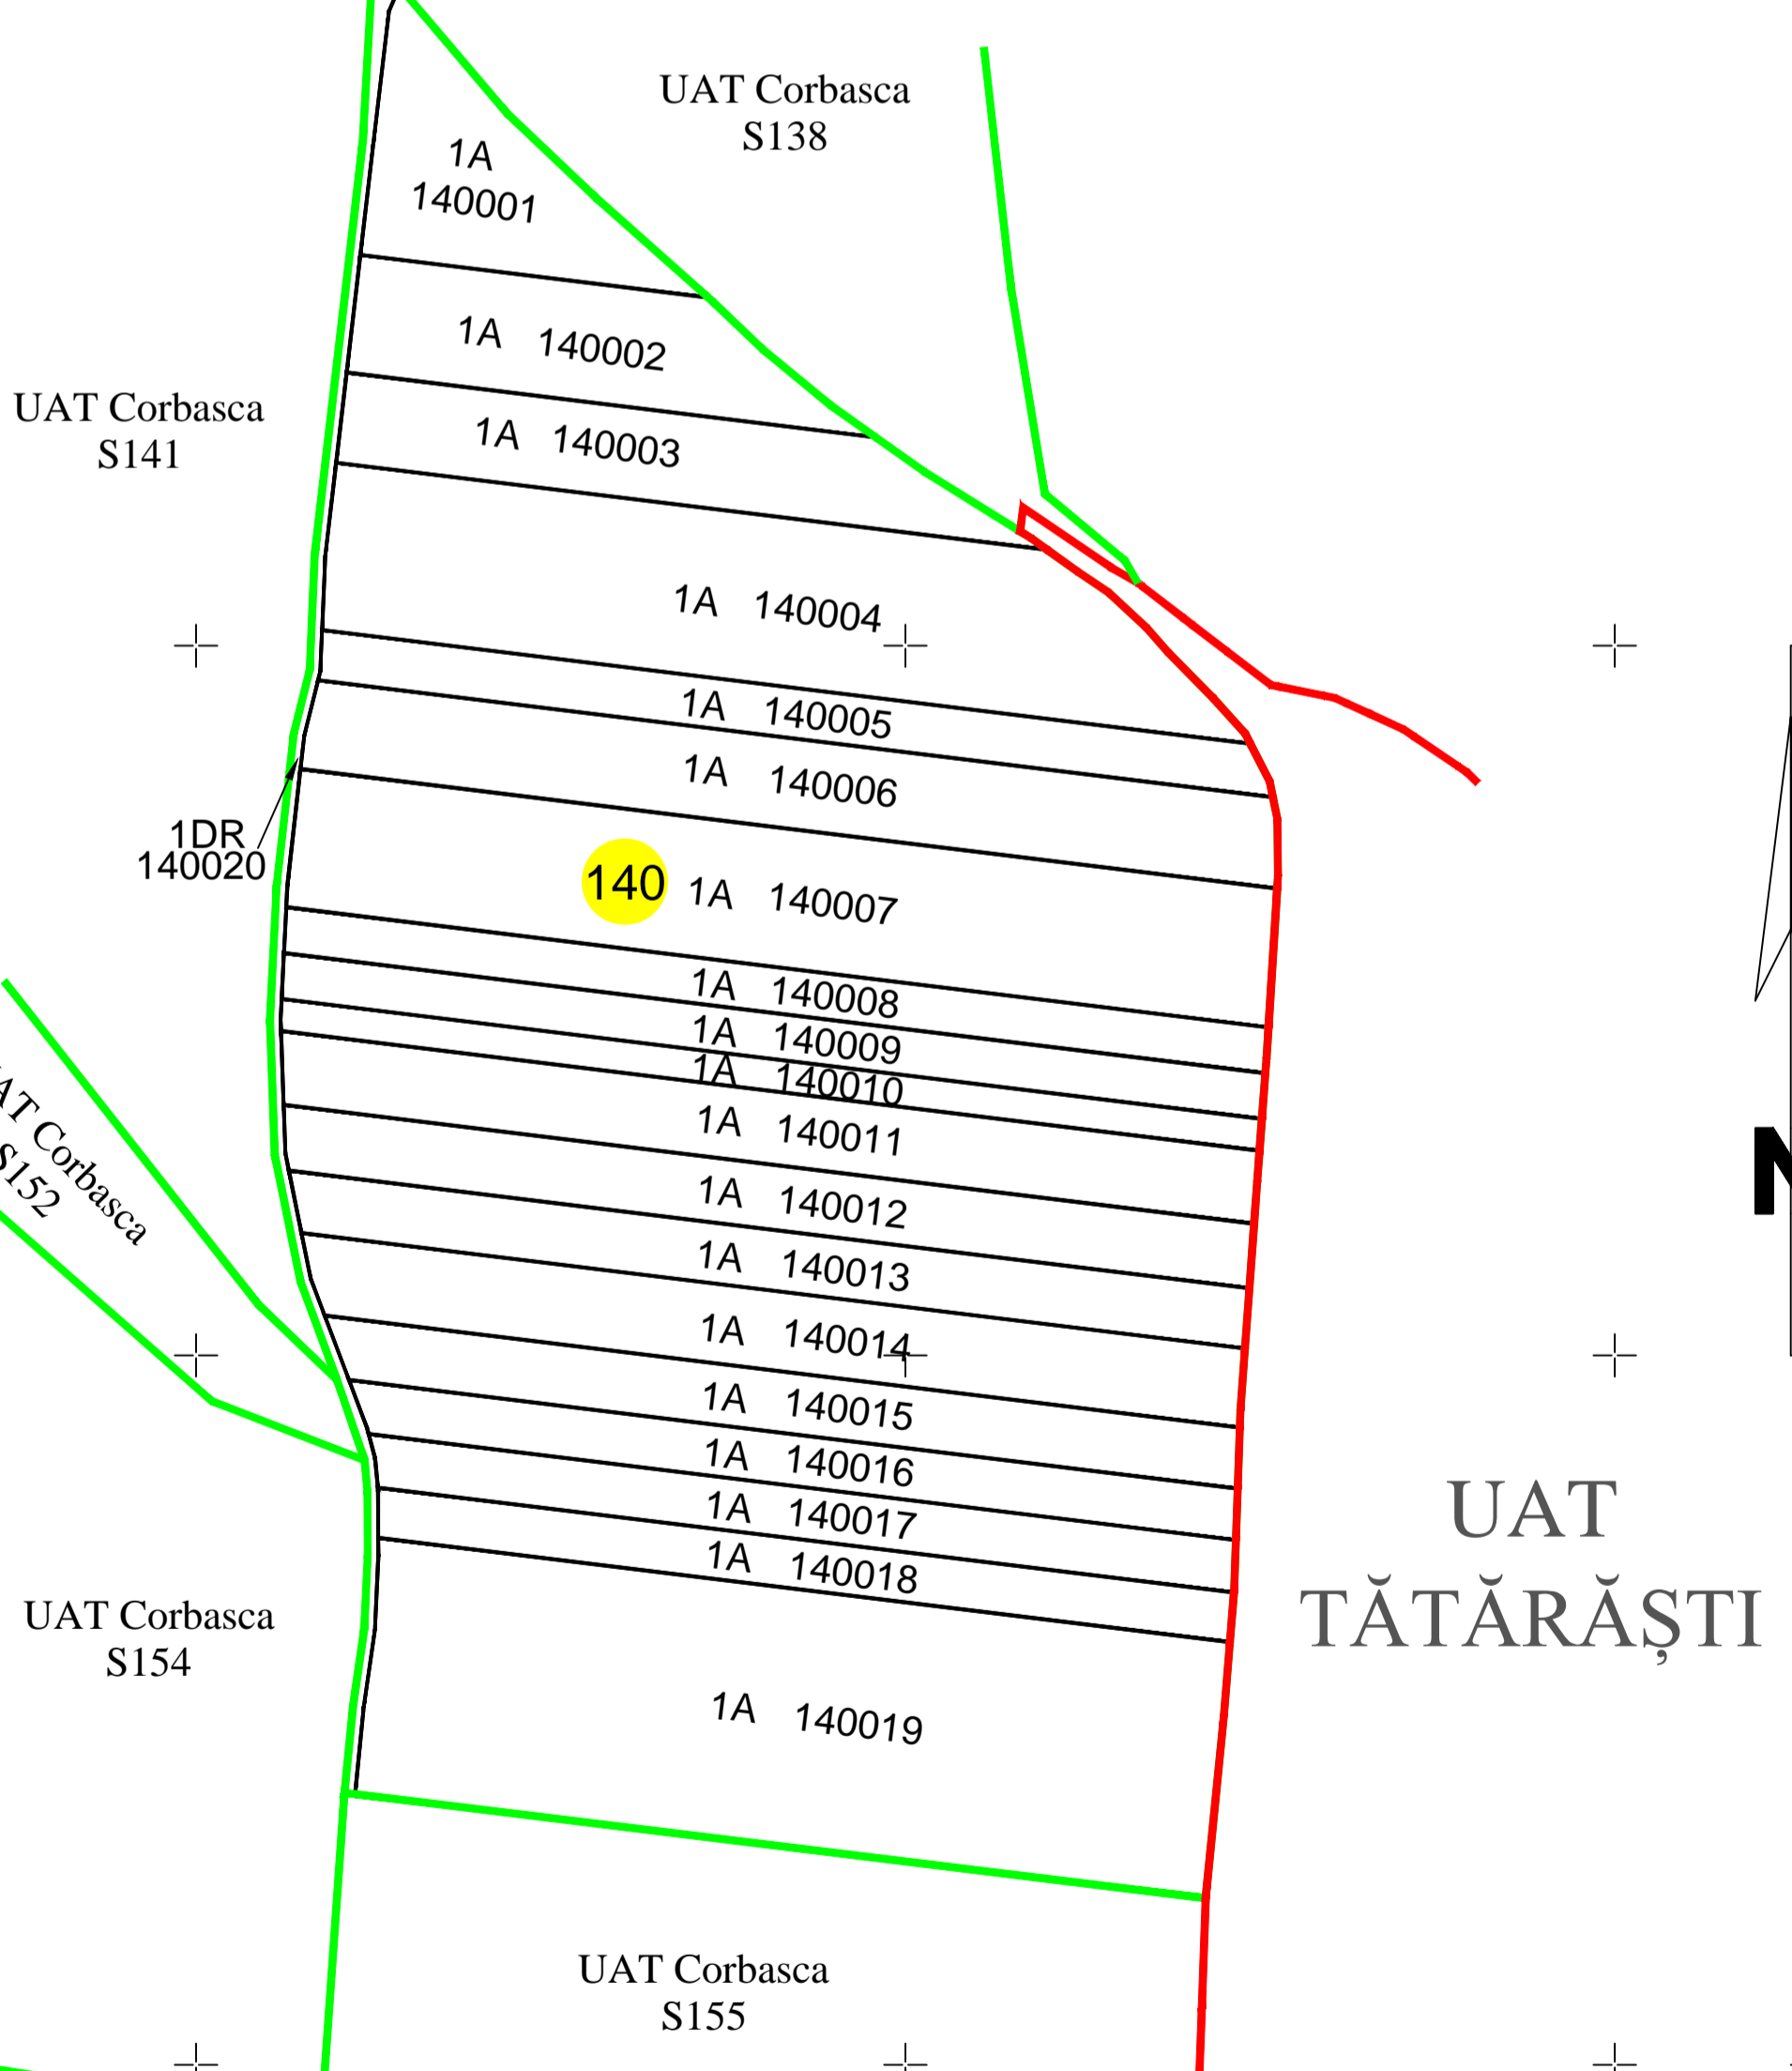 UAT Corbasca
S138
1A
140001
1A 140002
UAT Corbasca
S141
1A 140003
1A 140004
1A 140005
1A 140006
1DR
140020
140
1A 140007
1A 140008
1A 140009
1A 140010
1A 140011
Corbasca
S152
1A 140012
1A 140013
1A 140014
1A 140015
1A 140016
1A 140017
1A 140018
UAT
TĂTĂRĂȘTI
UAT Corbasca
S154
1A 140019
UAT Corbasca
S155